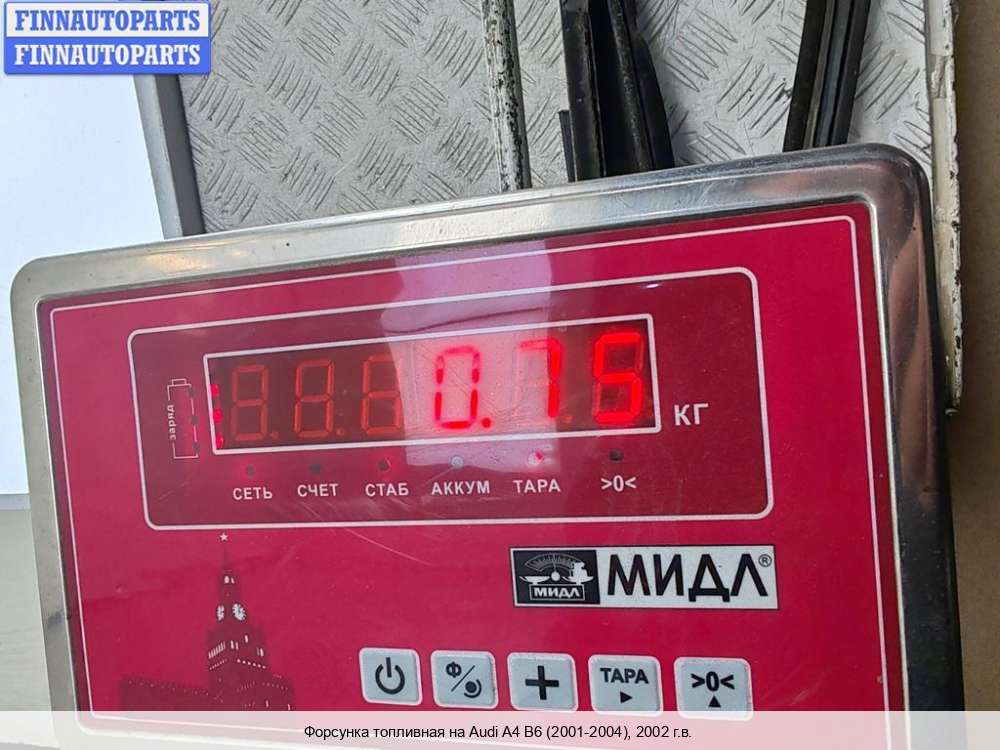 FINNAUTOPARTS
FINNAUTOPARTS
заряд
0.75
КГ
СЕТЬ СЧЕТ СТАБ АККУМ ТАРА >0<
МИДЛ
МИДЛ®
Ф/
ТАРА >0<
Форсунка топливная на Audi A4 B6 (2001-2004), 2002 г.в.